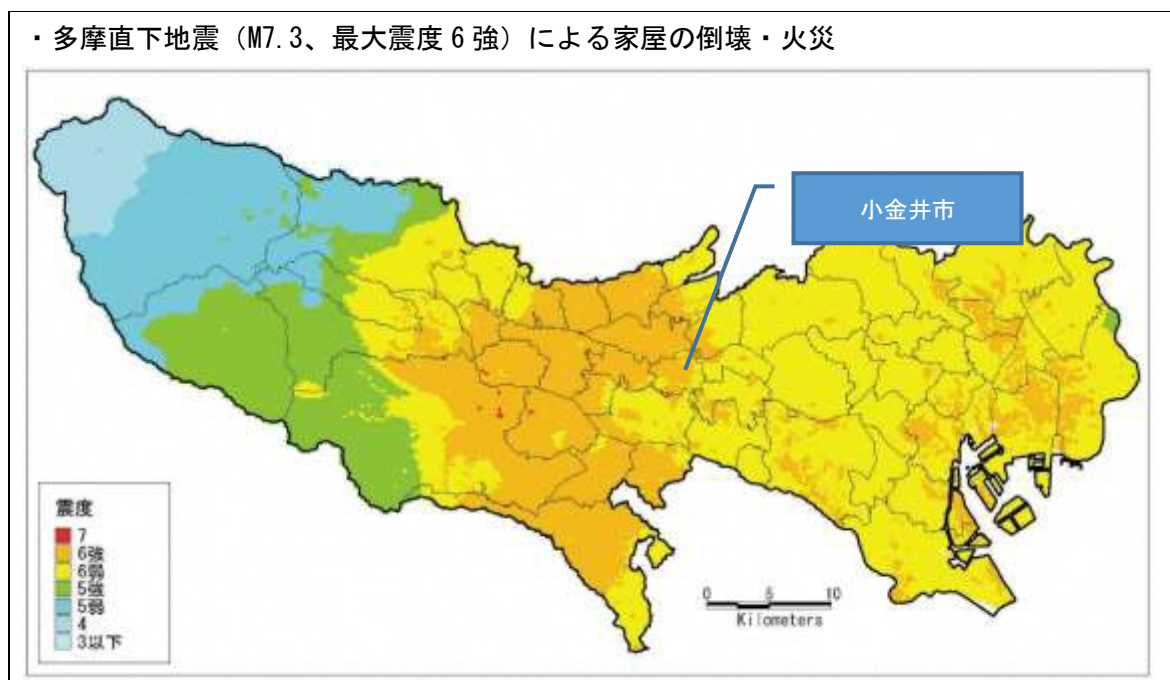 ・多摩直下地震（M7.3、最大震度6強）による家屋の倒壊・火災
小金井市
震度
7
6強
6弱
5強
5弱
4
3以下
0 5 10
Kilometers